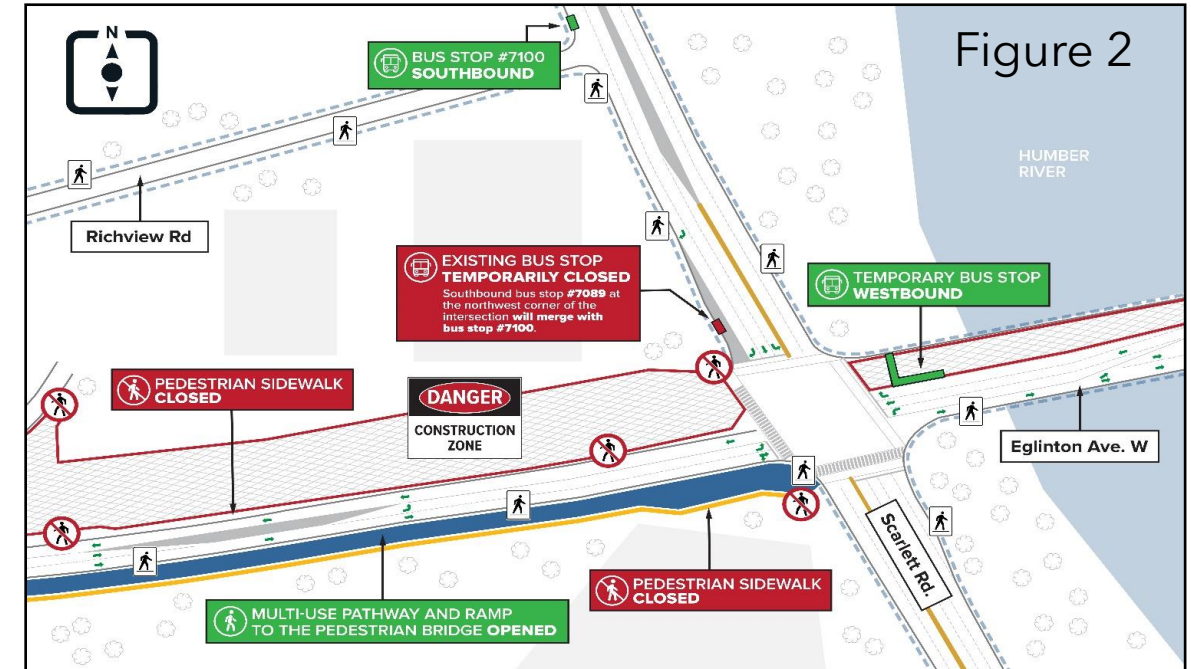 N
BUS STOP #7100
SOUTHBOUND
Figure 2
HUMBER
RIVER
Richview Rd
EXISTING BUS STOP
TEMPORARILY CLOSED
Southbound bus stop #7089 at
the northwest corner of the
intersection will merge with
bus stop #7100.
TEMPORARY BUS STOP
WESTBOUND
PEDESTRIAN SIDEWALK
CLOSED
DANGER
CONSTRUCTION
ZONE
Eglinton Ave. W
Scarlett Rd.
PEDESTRIAN SIDEWALK
CLOSED
MULTI-USE PATHWAY AND RAMP
TO THE PEDESTRIAN BRIDGE OPENED